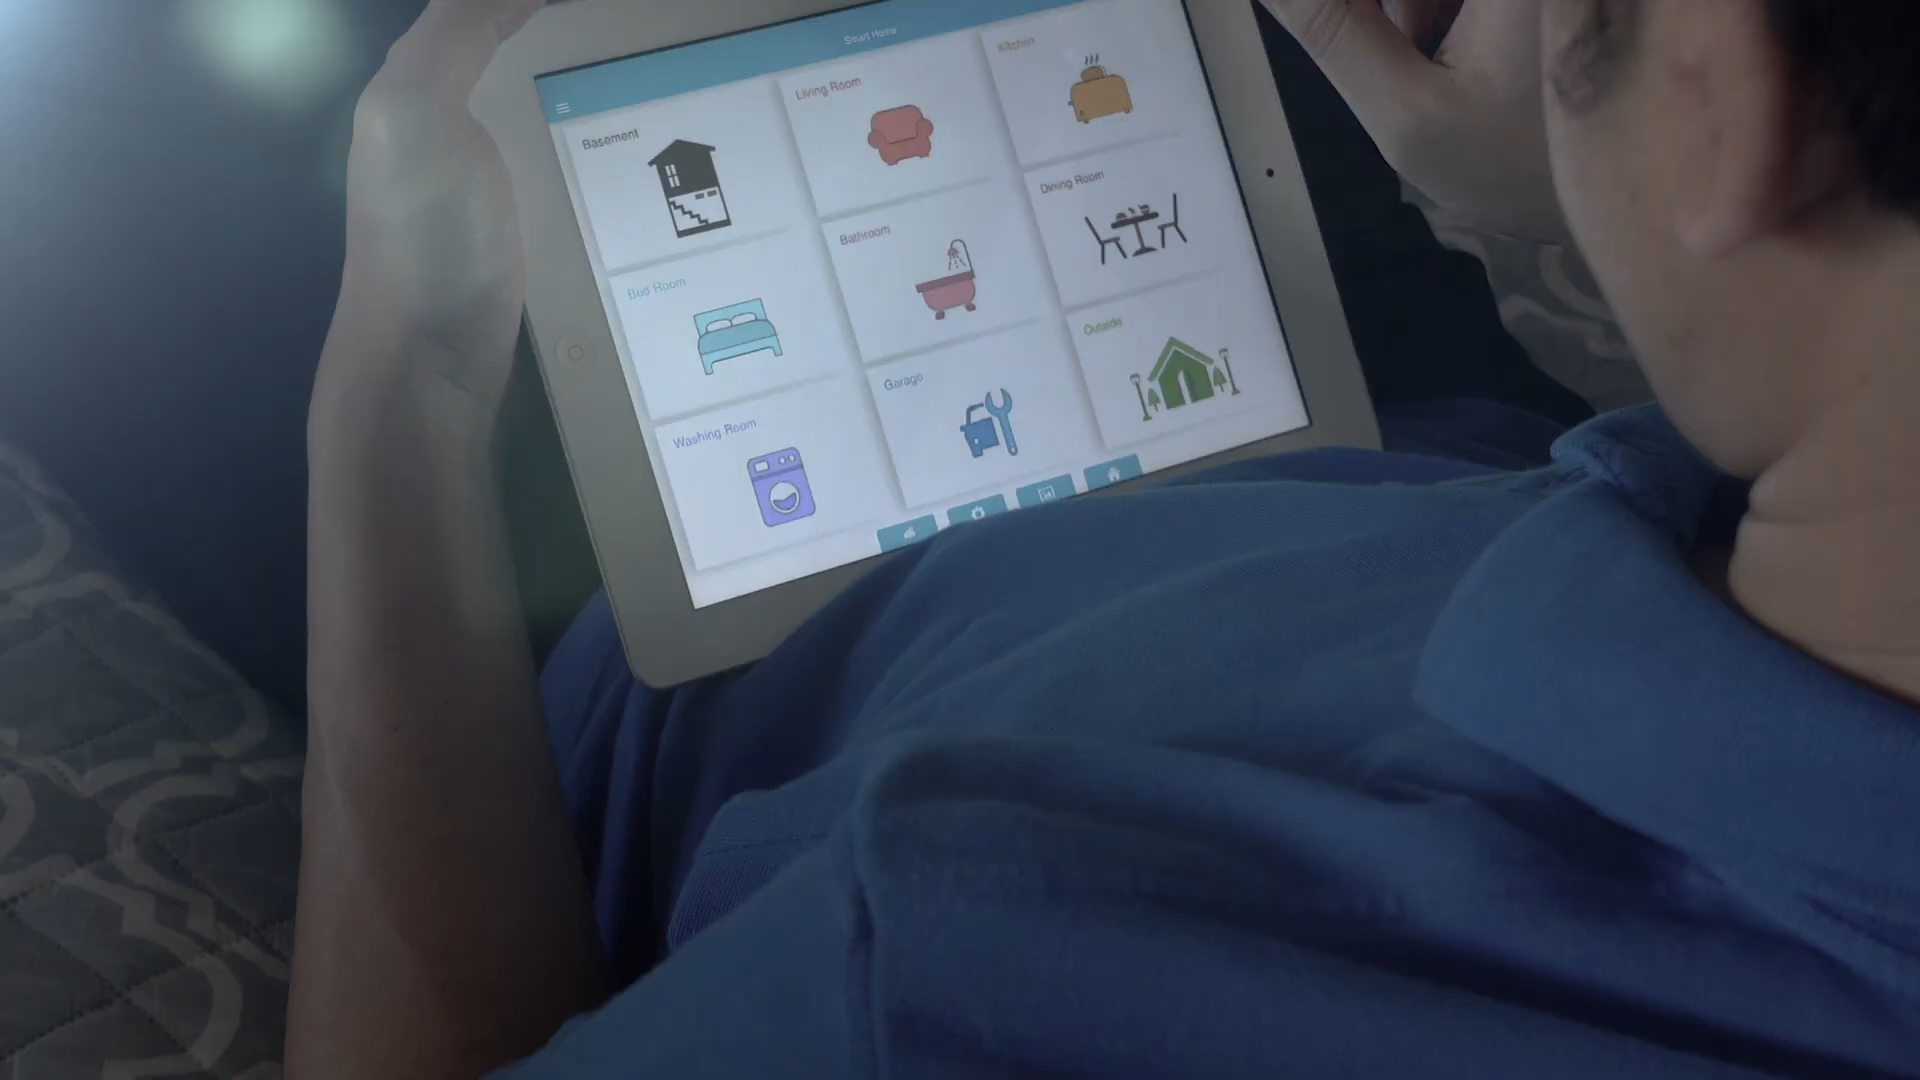 Smart Home
Basement
Living Room
Kitchen
Bed Room
Bathroom
Dining Room
Washing Room
Garage
Outside